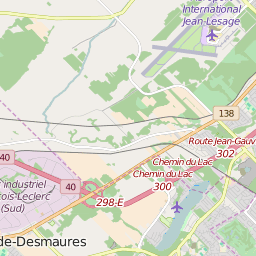 International
Jean-Lesage
138
Route Jean-Gauv
302
40
40
Chemin du Lac
Chemin du Lac
300
industriel
ois-Leclerc
(Sud)
298-E
de-Desmaures